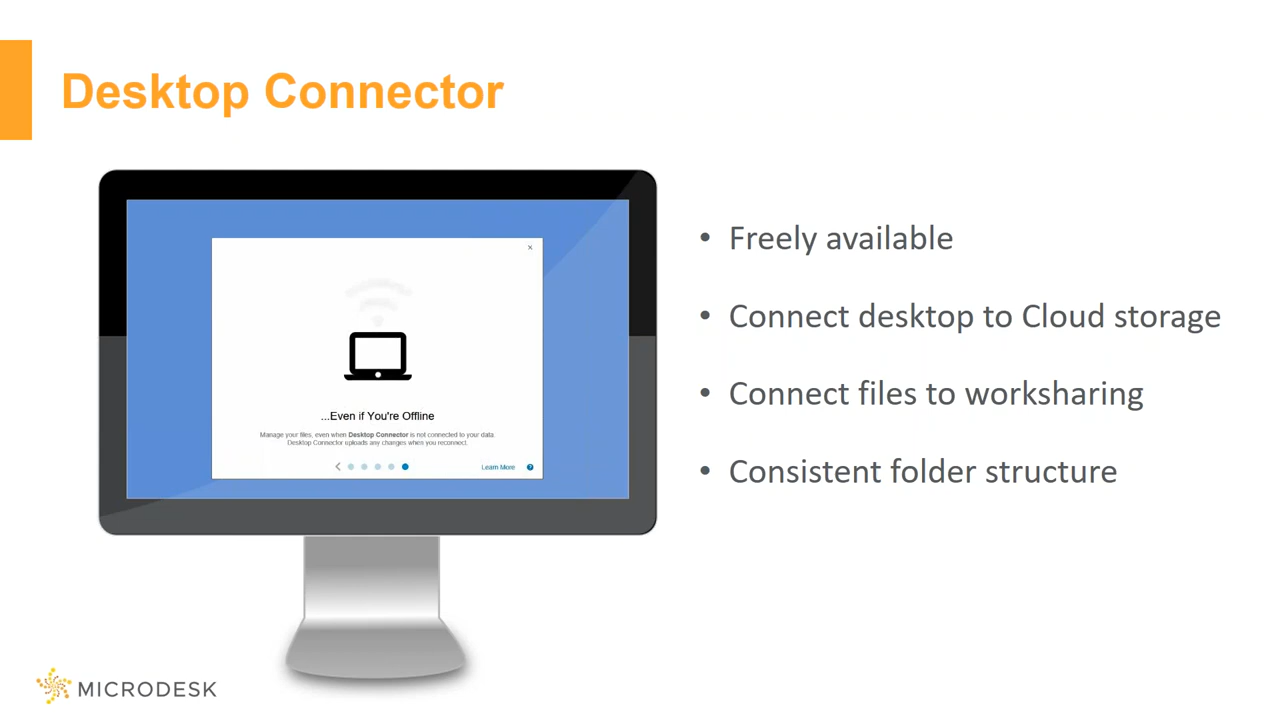 Desktop Connector
...Even if You're Offline
Manage your files, even when Desktop Connector is not connected to your data.
Desktop Connector uploads any changes when you reconnect.
Learn More
?
• Freely available
• Connect desktop to Cloud storage
• Connect files to worksharing
• Consistent folder structure
MICRODESK